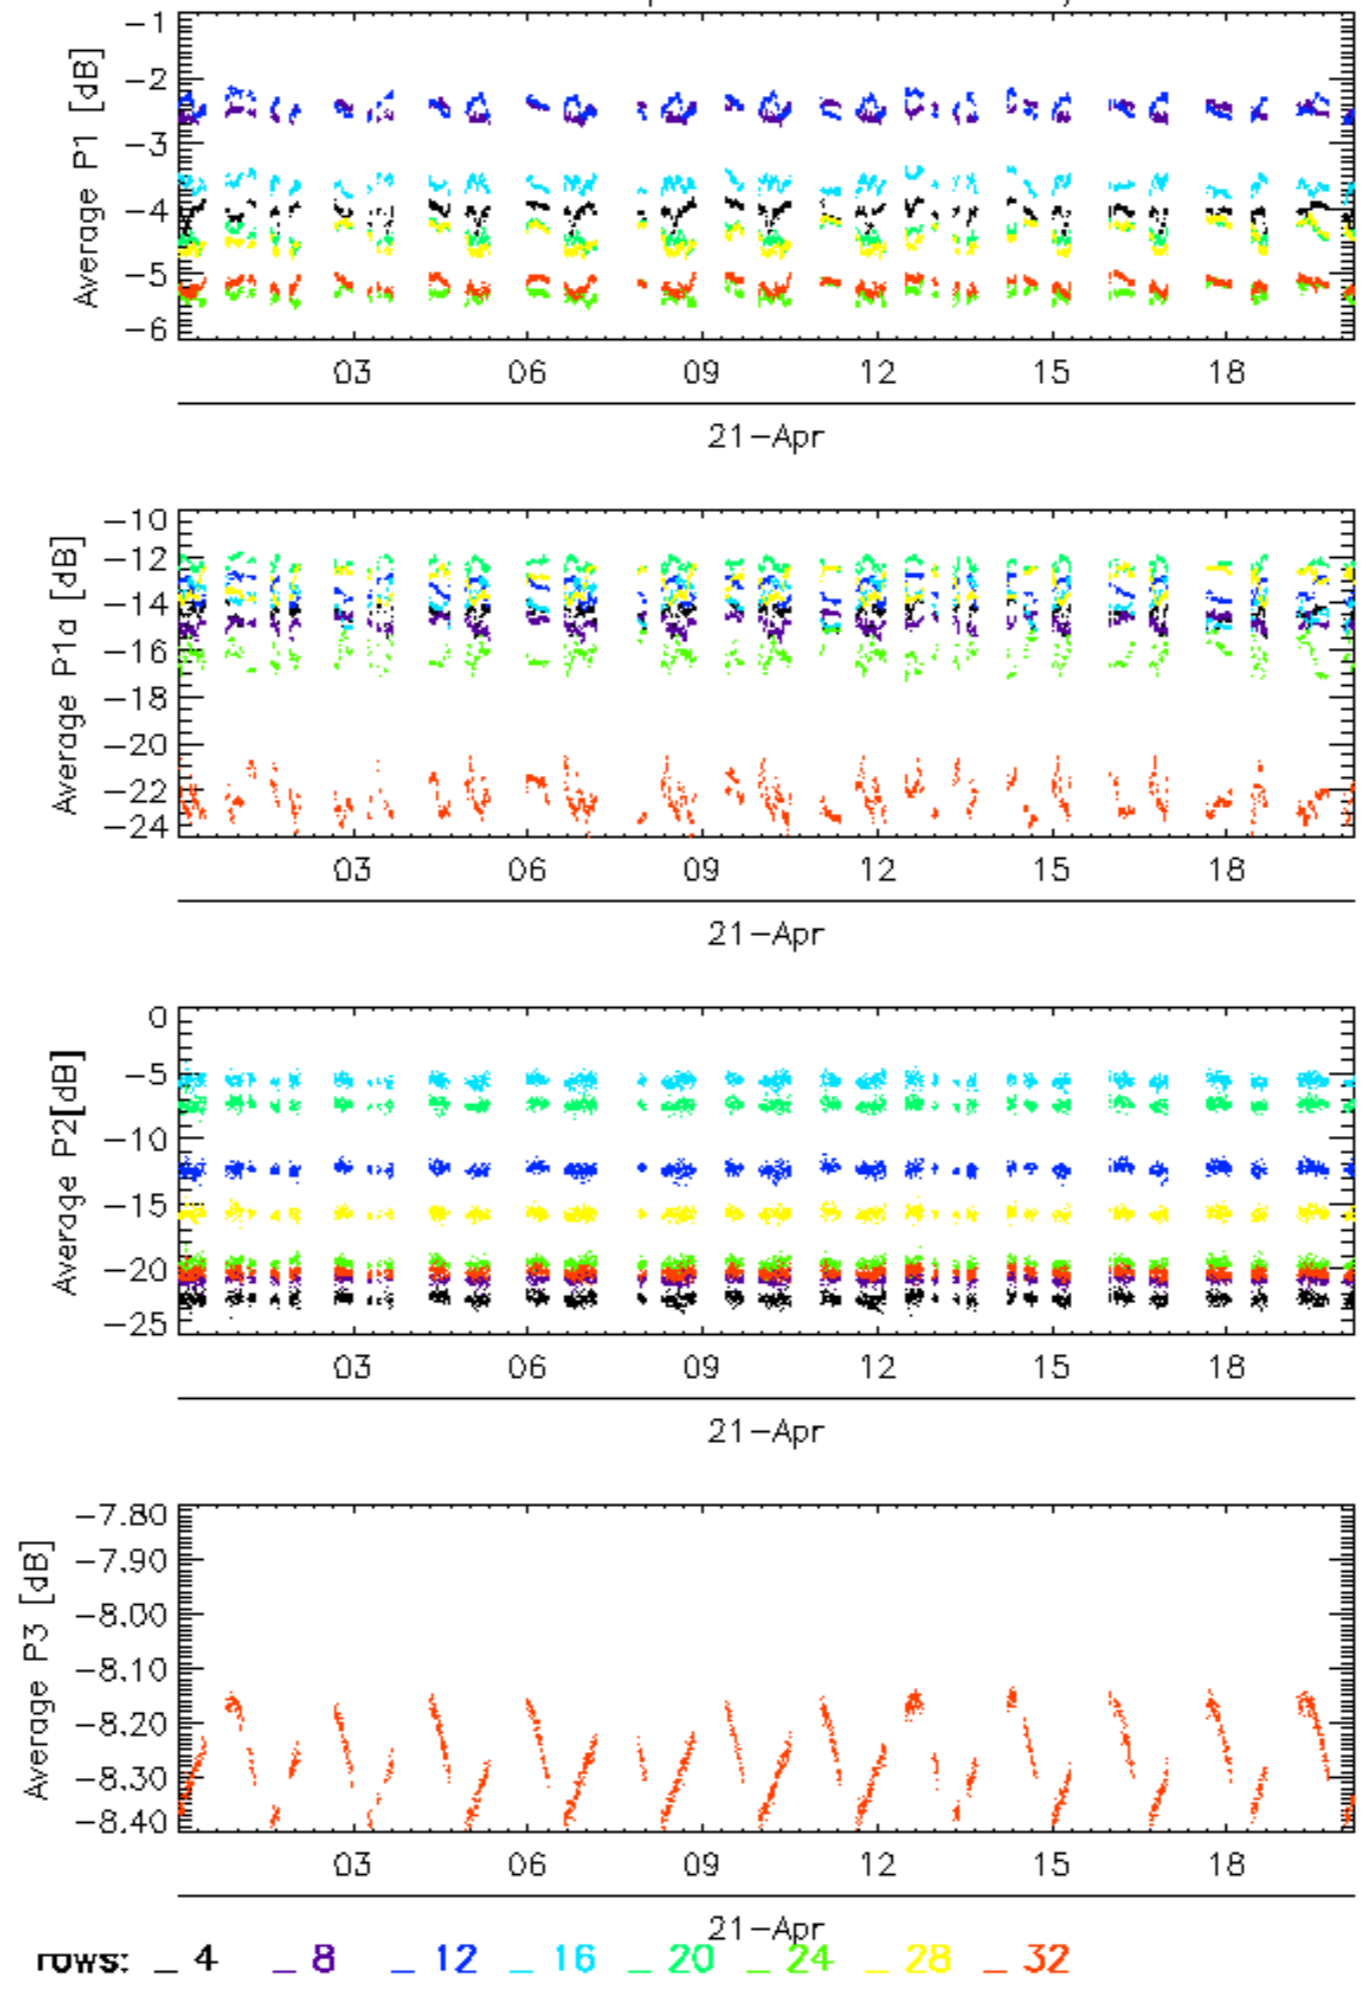 -1
-2
-3
-4
-5
-6
Average P1 [dB]
03 06 09 12 15 18
21-Apr
-10
-12
-14
-16
-18
-20
-22
-24
Average P1a [dB]
03 06 09 12 15 18
21-Apr
0
-5
-10
-15
-20
-25
Average P2[dB]
03 06 09 12 15 18
21-Apr
-7.80
-7.90
-8.00
-8.10
-8.20
-8.30
-8.40
Average P3 [dB]
03 06 09 12 15 18
21-Apr
rows: _ 4 _ 8 _ 12 _ 16 _ 20 _ 24 _ 28 _ 32